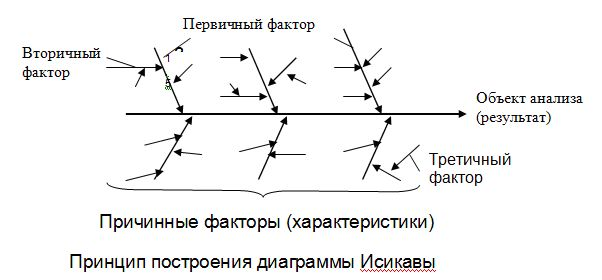 Первичный фактор
Вторичный
фактор
Объект анализа
(результат)
Третичный
фактор
Причинные факторы (характеристики)
Принцип построения диаграммы Исикавы